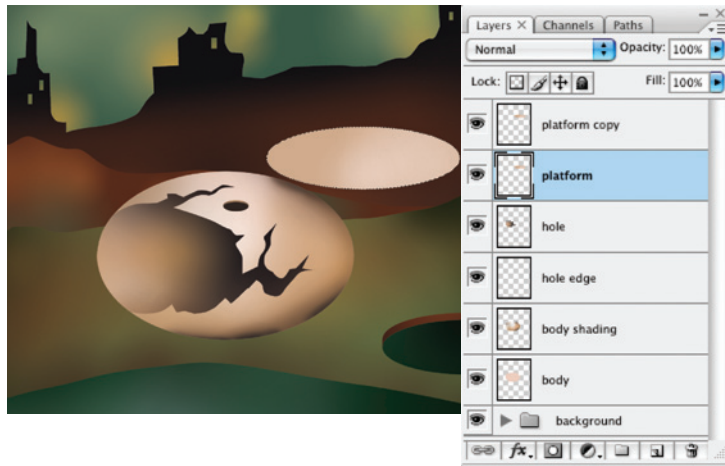 Layers × Channels Paths
Normal Opacity: 100%
Lock: Fill: 100%
platform copy
platform
hole
hole edge
body shading
body
background
fx.